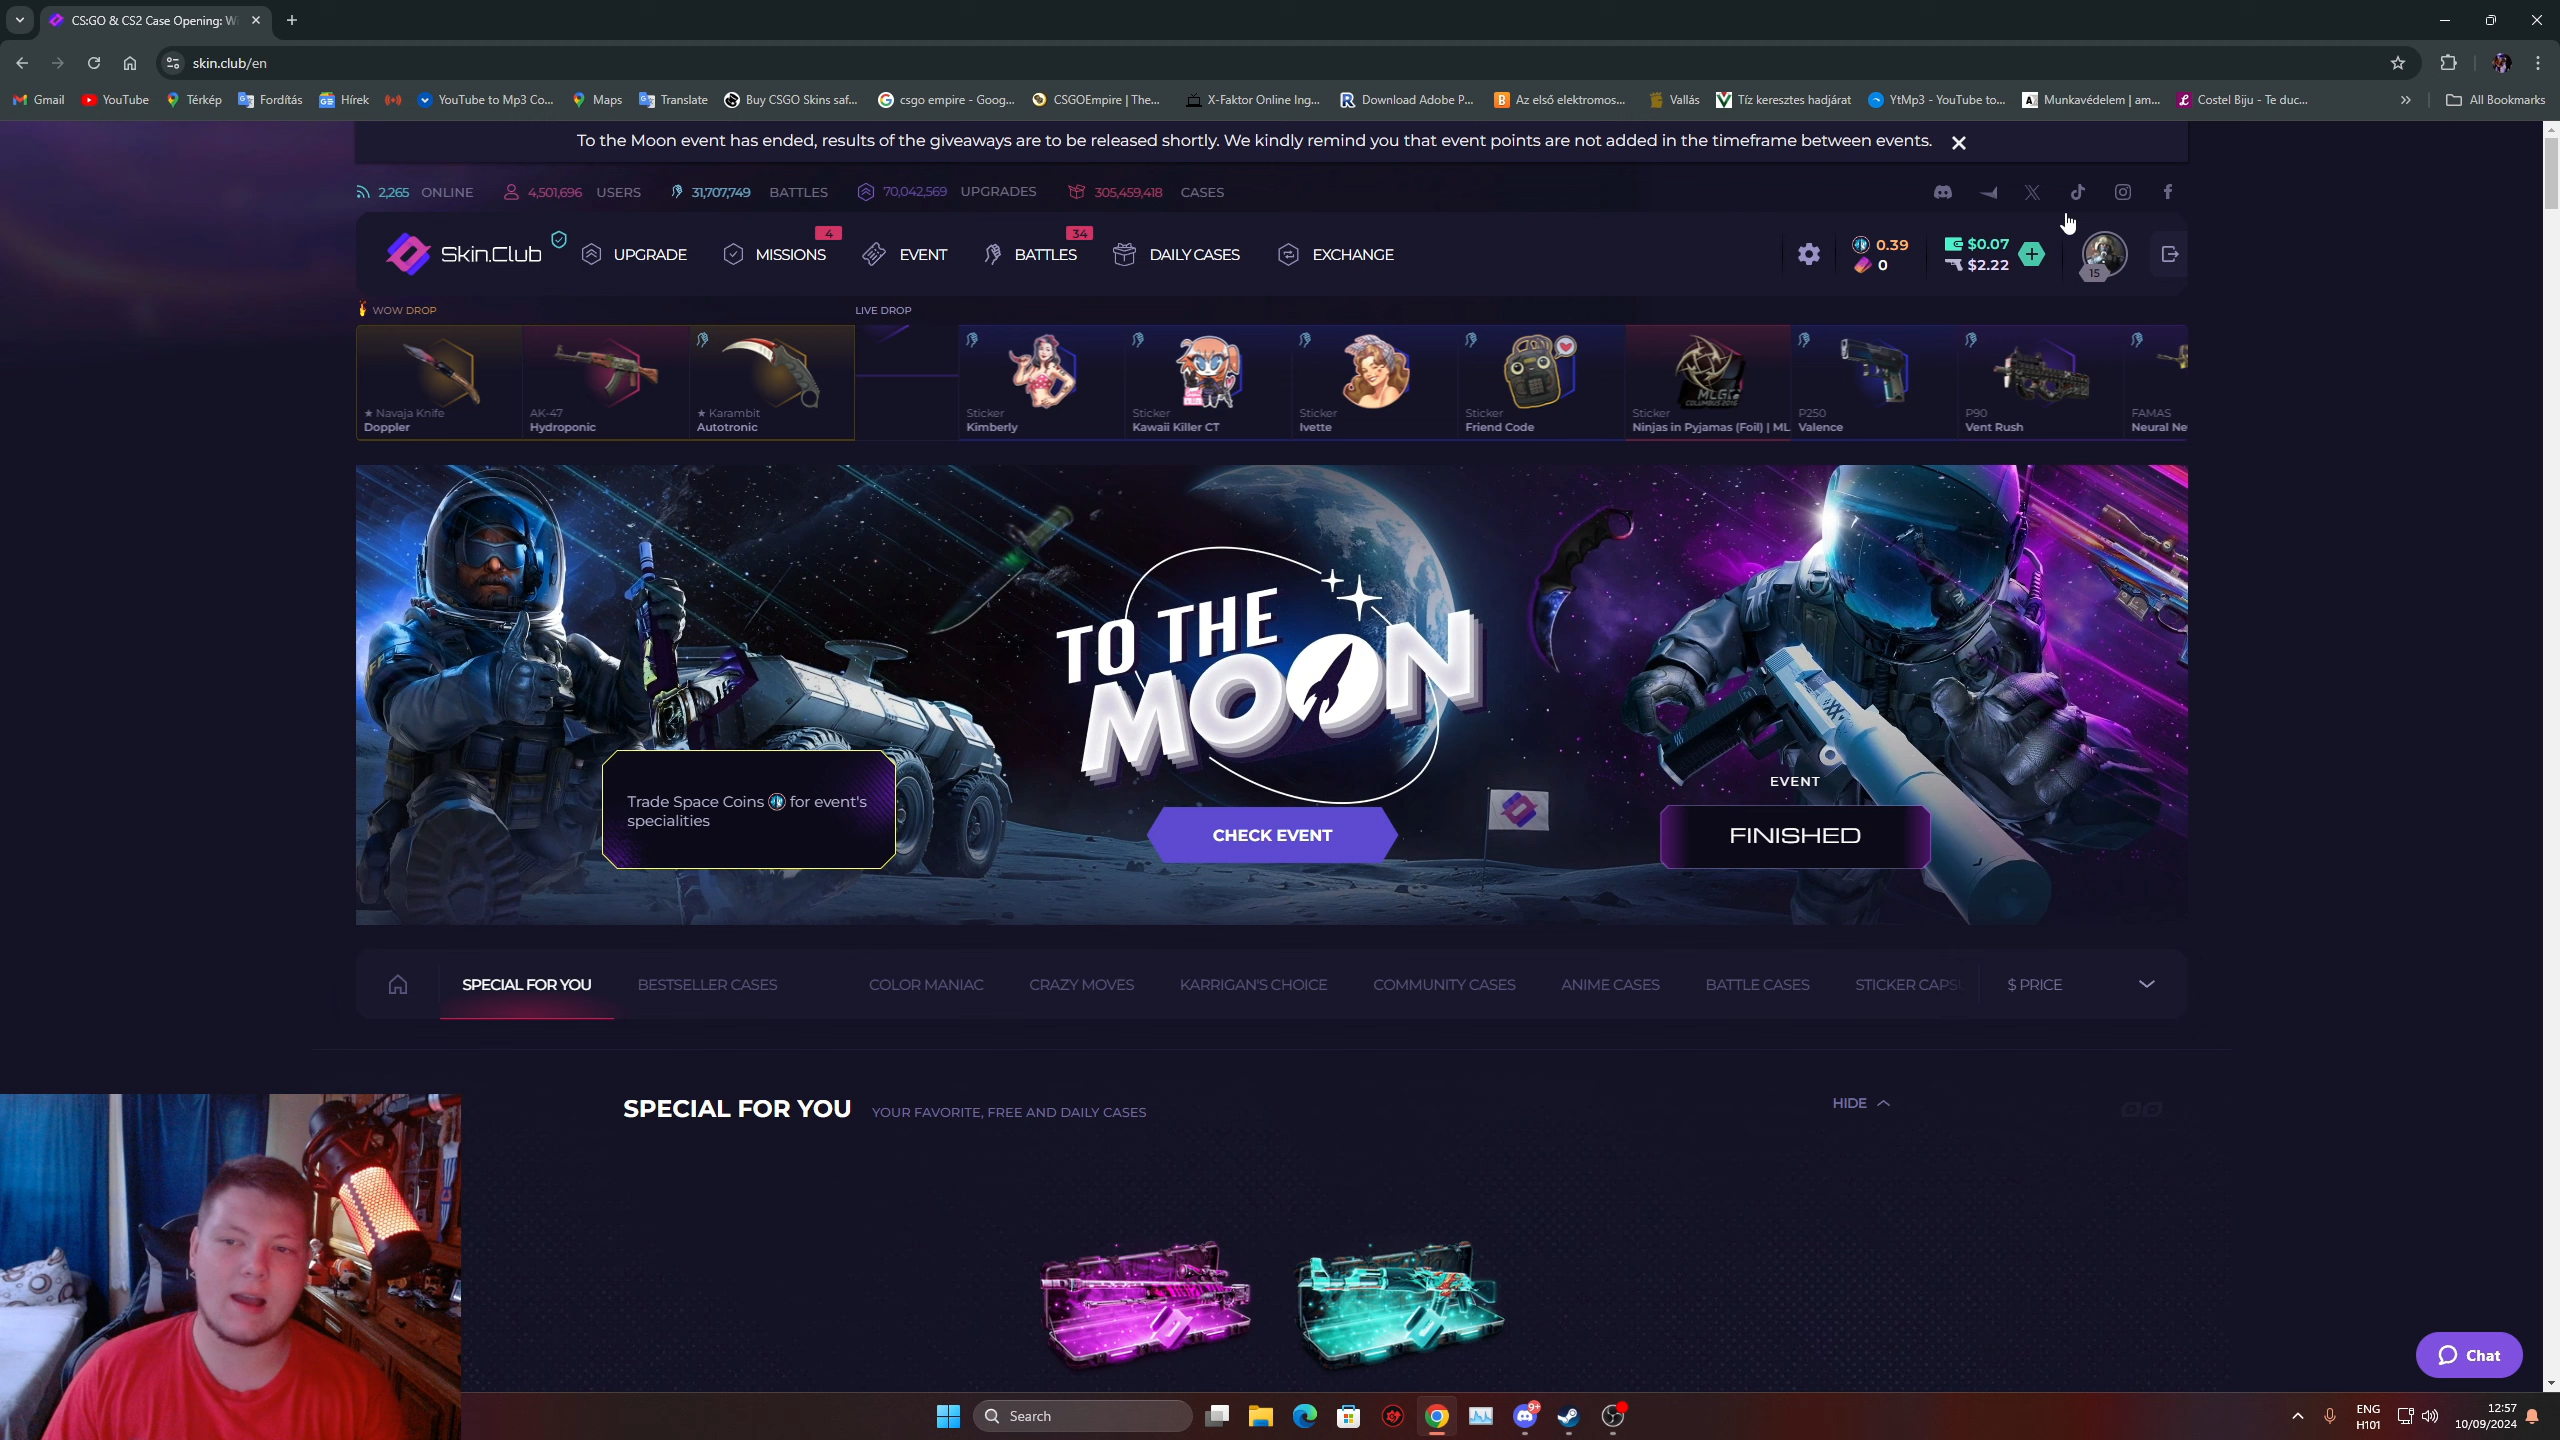 CS:GO & CS2 Case Opening: W
skin.club/en
Gmail YouTube Térkép Fordítás Hírek YouTube to Mp3 Co... Maps Translate Buy CSGO Skins saf... csgo empire - Goog... CSGOEmpire | The... X-Faktor Online Ing... Download Adobe P... Az első elektromos... Vallás Tíz keresztes hadjárat YtMp3 - YouTube to... Munkavédelem | am... Costel Biju - Te duc... All Bookmarks
To the Moon event has ended, results of the giveaways are to be released shortly. We kindly remind you that event points are not added in the timeframe between events.
2,265 ONLINE 4,501,696 USERS 31,707,749 BATTLES 70,042,569 UPGRADES 305,459,418 CASES
4 34
Skin.Club UPGRADE MISSIONS EVENT BATTLES DAILY CASES EXCHANGE
0.39 $0.07
0 $2.22
15
WOW DROP LIVE DROP
★ Navaja Knife AK-47 ★ Karambit Sticker Sticker Sticker Sticker Sticker P250 P90 FAMAS
Doppler Hydroponic Autotronic Kimberly Kawaii Killer CT Ivette Friend Code Ninjas in Pyjamas (Foil) | ML Valence Vent Rush Neural Ne
MLG
COLUMBUS 2016
TO THE
MOON
EVENT
Trade Space Coins for event's
specialities
CHECK EVENT
FINISHED
SPECIAL FOR YOU BESTSELLER CASES COLOR MANIAC CRAZY MOVES KARRIGAN'S CHOICE COMMUNITY CASES ANIME CASES BATTLE CASES STICKER CAPS $ PRICE
SPECIAL FOR YOU YOUR FAVORITE, FREE AND DAILY CASES HIDE
Chat
Search
9+
ENG
H101
12:57
10/09/2024